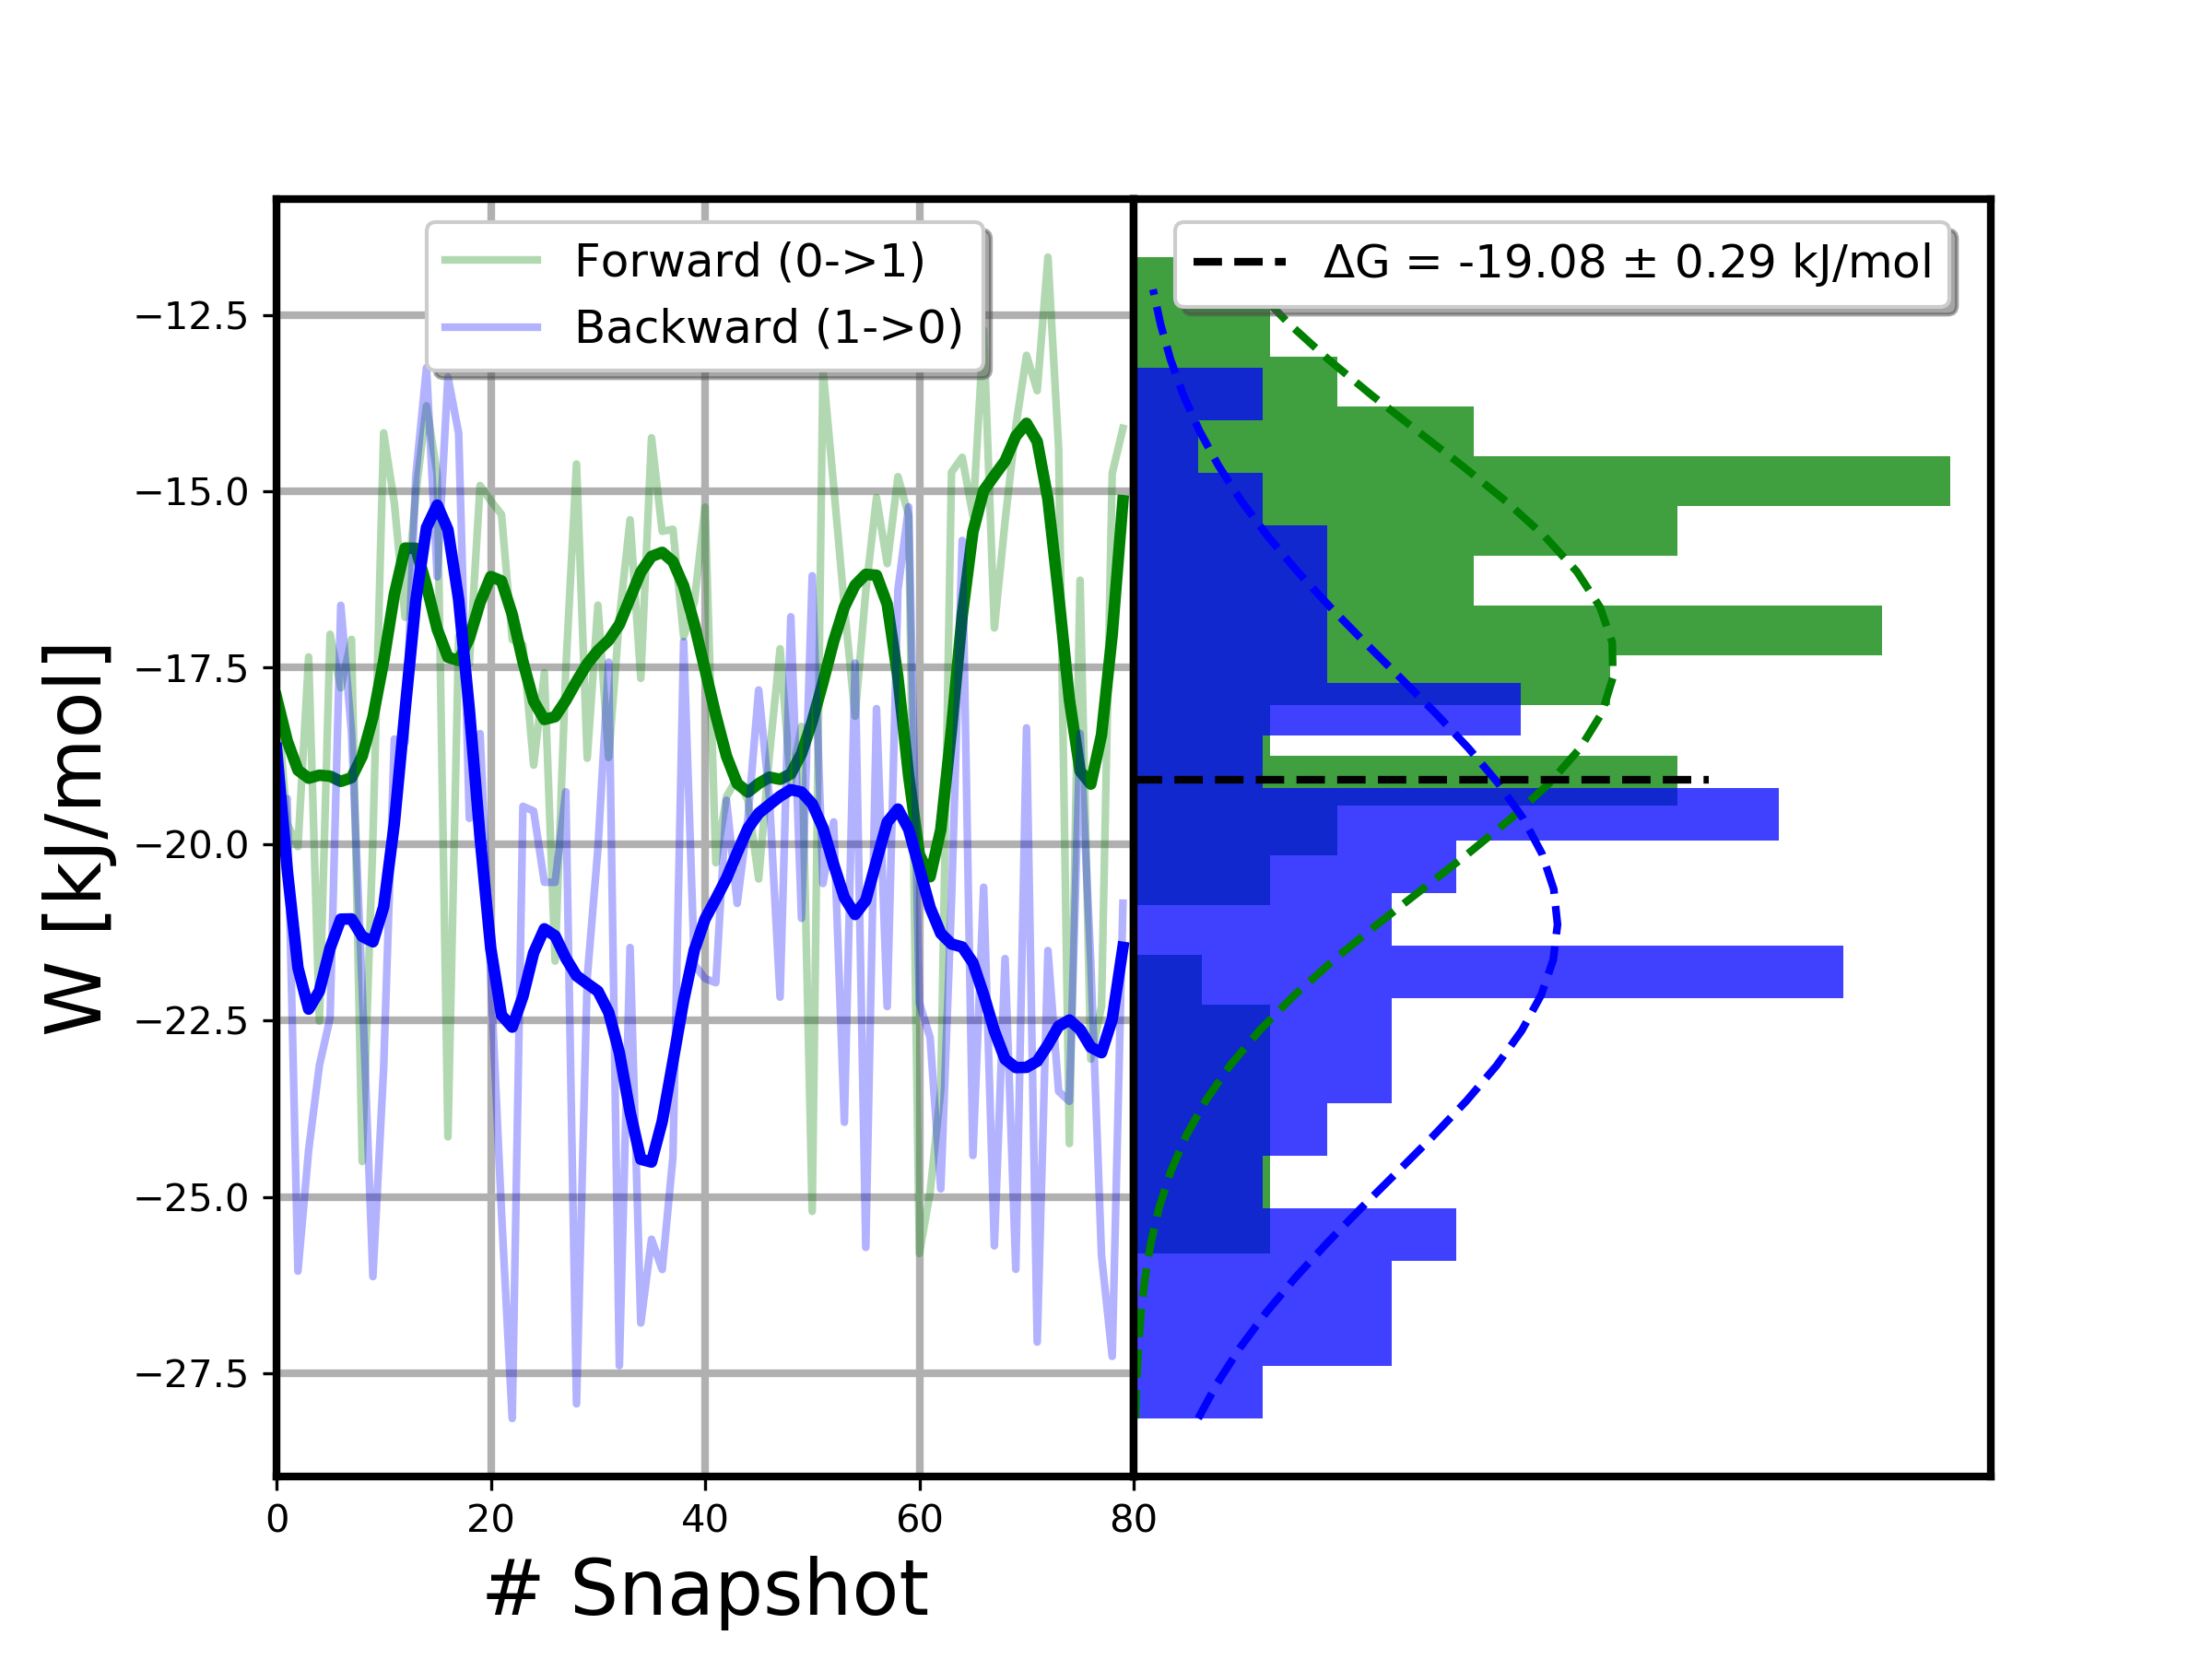 Forward (0->1)
Backward (1->0)
ΔG = -19.08 ± 0.29 kJ/mol
W [kJ/mol]
−12.5
−15.0
−17.5
−20.0
−22.5
−25.0
−27.5
0 20 40 60 80
# Snapshot